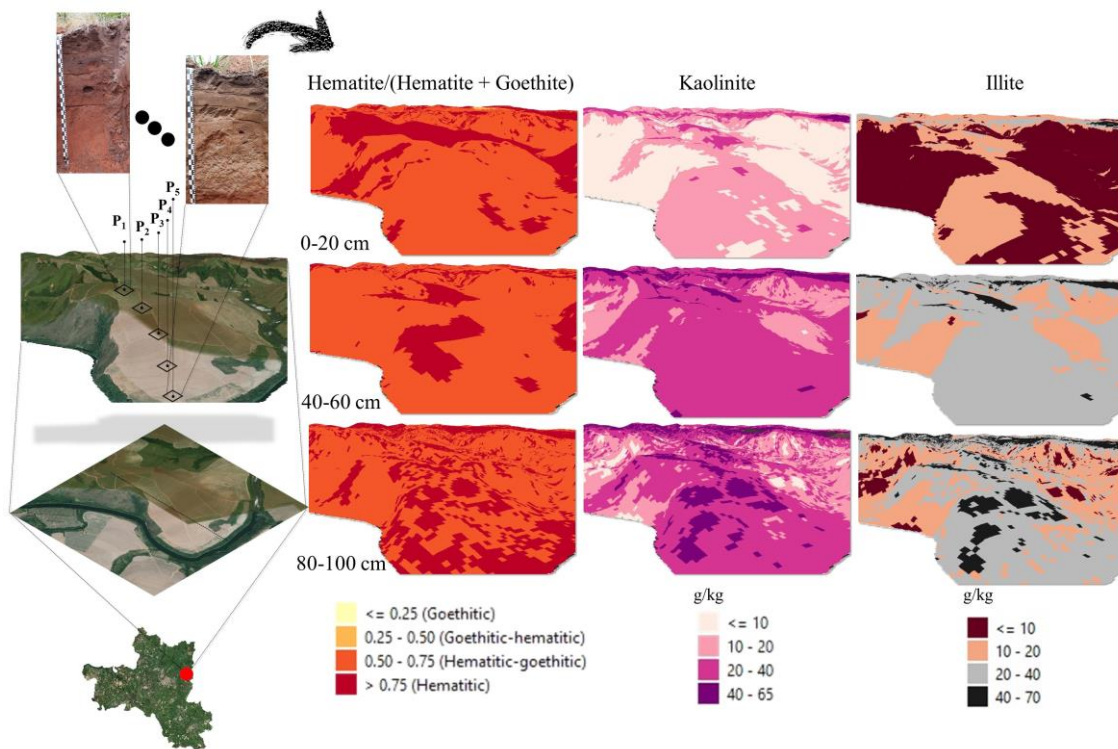 Hematite/(Hematite + Goethite)
Kaolinite
Illite
P1
P2
P3
P4
P5
0-20 cm
40-60 cm
80-100 cm
<= 0.25 (Goethitic)
0.25 - 0.50 (Goethitic-hematitic)
0.50 - 0.75 (Hematitic-goethitic)
> 0.75 (Hematitic)
g/kg
<= 10
10 - 20
20 - 40
40 - 65
g/kg
<= 10
10 - 20
20 - 40
40 - 70